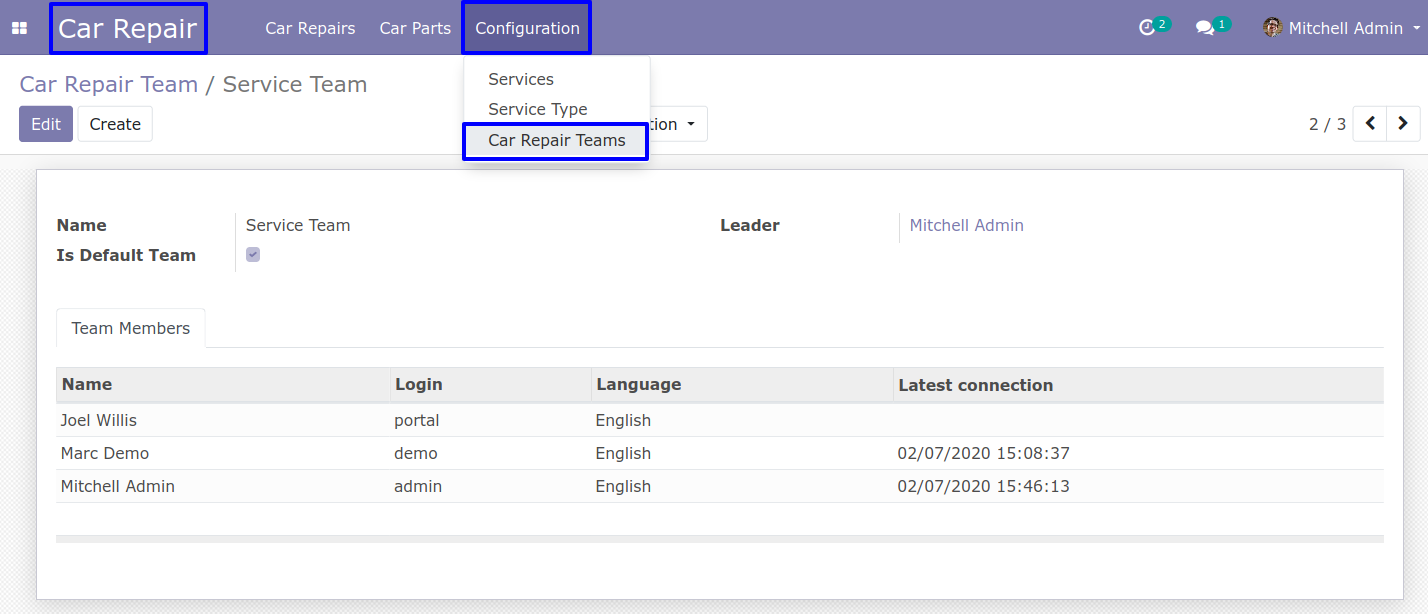 Car Repair Car Repairs Car Parts Configuration 2 1 Mitchell Admin
Car Repair Team / Service Team
Services
Service Type
Car Repair Teams
Edit Create
2 / 3
Name Service Team Leader Mitchell Admin
Is Default Team
Team Members
Name Login Language Latest connection
Joel Willis portal English
Marc Demo demo English 02/07/2020 15:08:37
Mitchell Admin admin English 02/07/2020 15:46:13